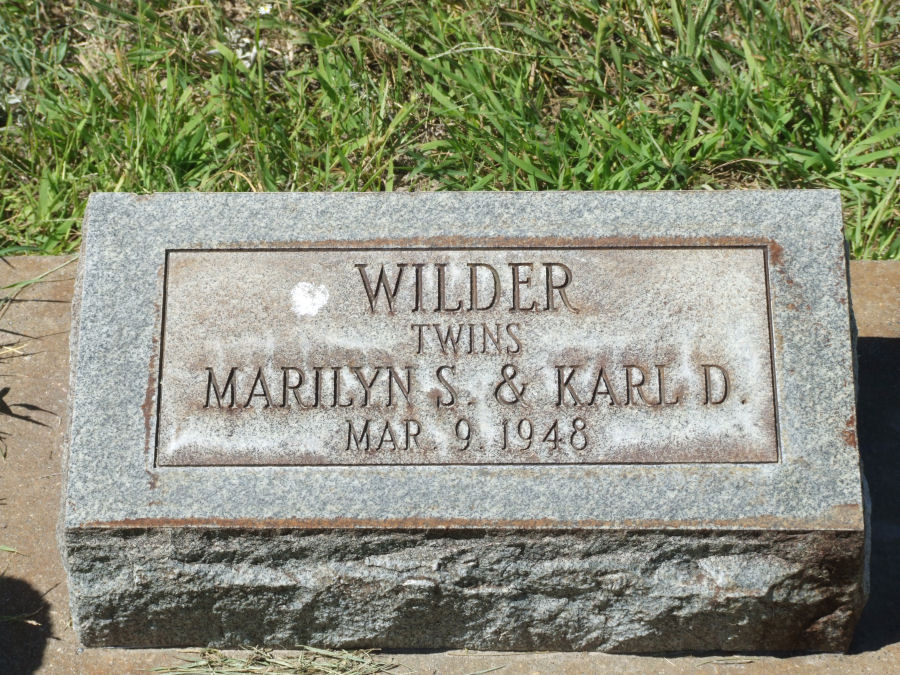 WILDER
TWINS
MARILYN S. & KARL D.
MAR 9. 1948